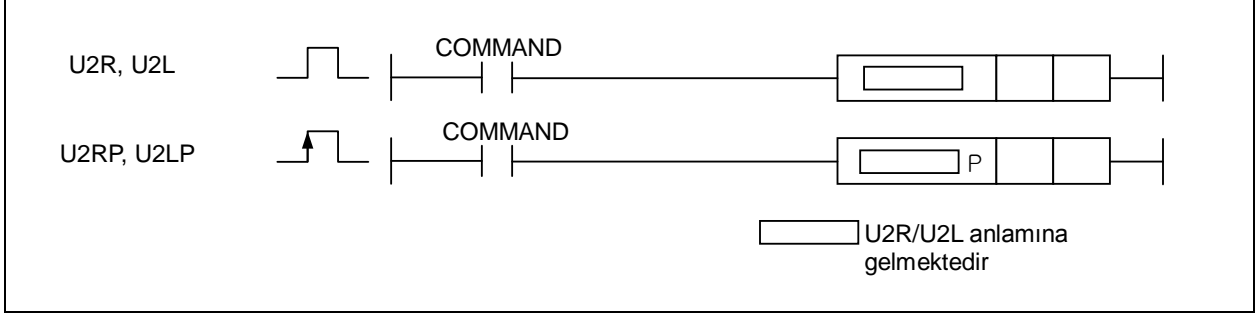 COMMAND
U2R, U2L
COMMAND
U2RP, U2LP
P
U2R/U2L anlamına
gelmektedir